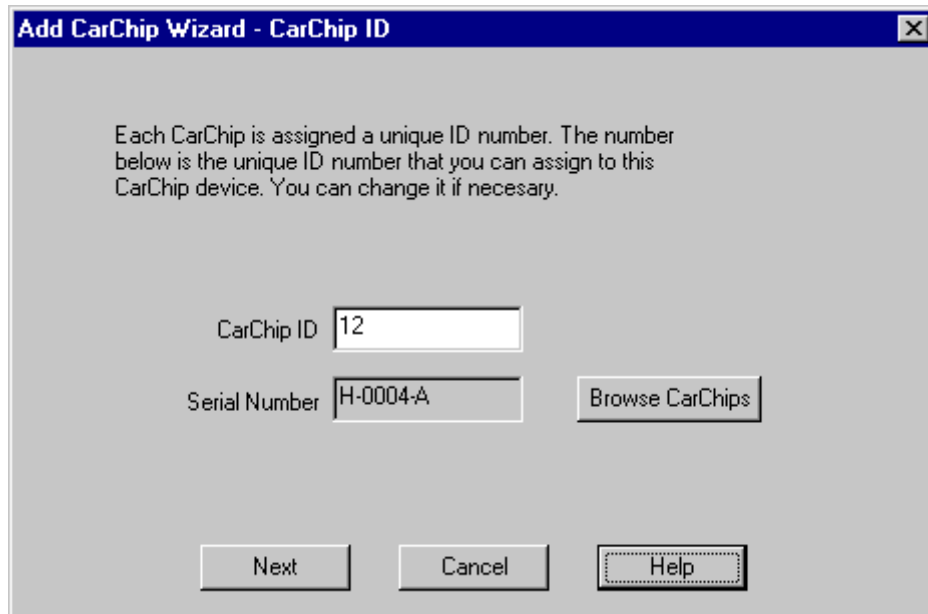 Add CarChip Wizard - CarChip ID
Each CarChip is assigned a unique ID number. The number
below is the unique ID number that you can assign to this
CarChip device. You can change it if necesary.
CarChip ID 12
Serial Number H-0004-A Browse CarChips
Next Cancel Help